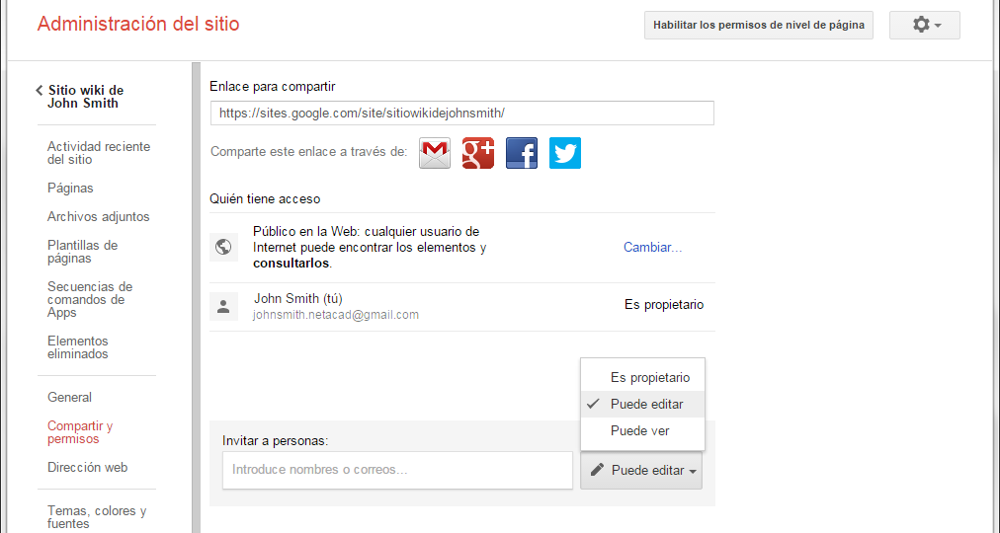 Administración del sitio
Habilitar los permisos de nivel de página
Sitio wiki de
John Smith
Actividad reciente
del sitio
Páginas
Archivos adjuntos
Plantillas de
páginas
Secuencias de
comandos de
Apps
Elementos
eliminados
General
Compartir y
permisos
Dirección web
Temas, colores y
fuentes
Enlace para compartir
https://sites.google.com/site/sitiowikidejohnsmith/
Comparte este enlace a través de:
g+
f
Quién tiene acceso
Público en la Web: cualquier usuario de
Internet puede encontrar los elementos y
consultarlos.
Cambiar...
John Smith (tú)
johnsmith.netacad@gmail.com
Es propietario
Es propietario
Puede editar
Puede ver
Invitar a personas:
Introduce nombres o correos...
Puede editar